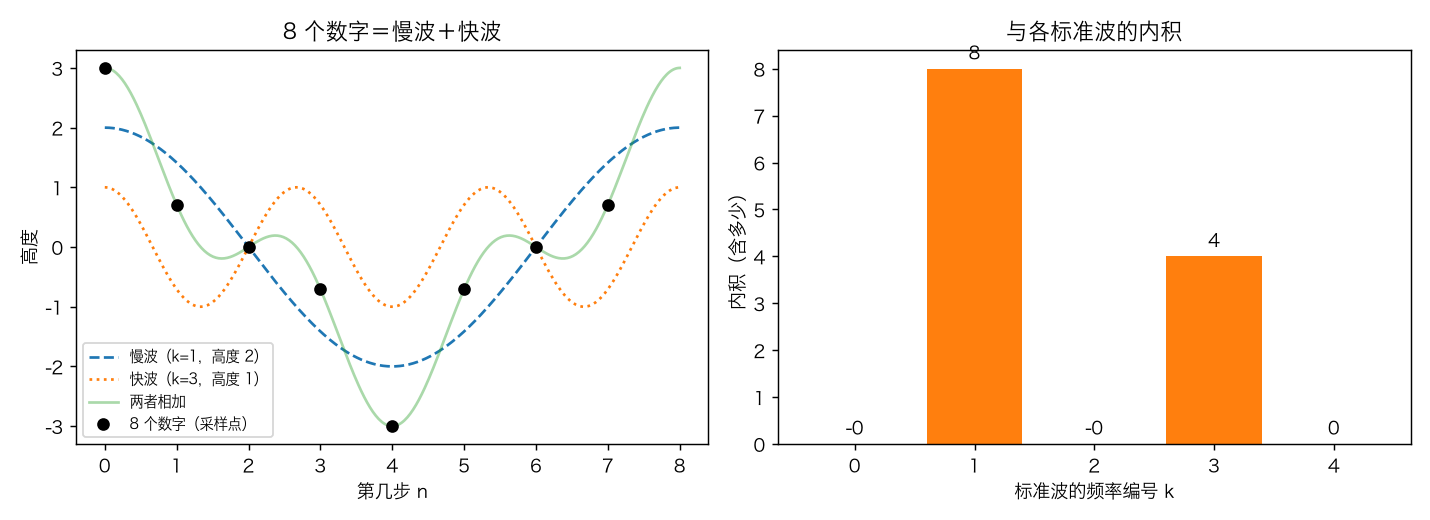 8 个数字＝慢波＋快波
3
2
1
0
-1
-2
-3
高度
慢波（k=1，高度 2）
快波（k=3，高度 1）
两者相加
8 个数字（采样点）
0 1 2 3 4 5 6 7 8
第几步 n
与各标准波的内积
8
7
6
5
4
3
2
1
0
内积（含多少）
-0 8 -0 4 0
0 1 2 3 4
标准波的频率编号 k